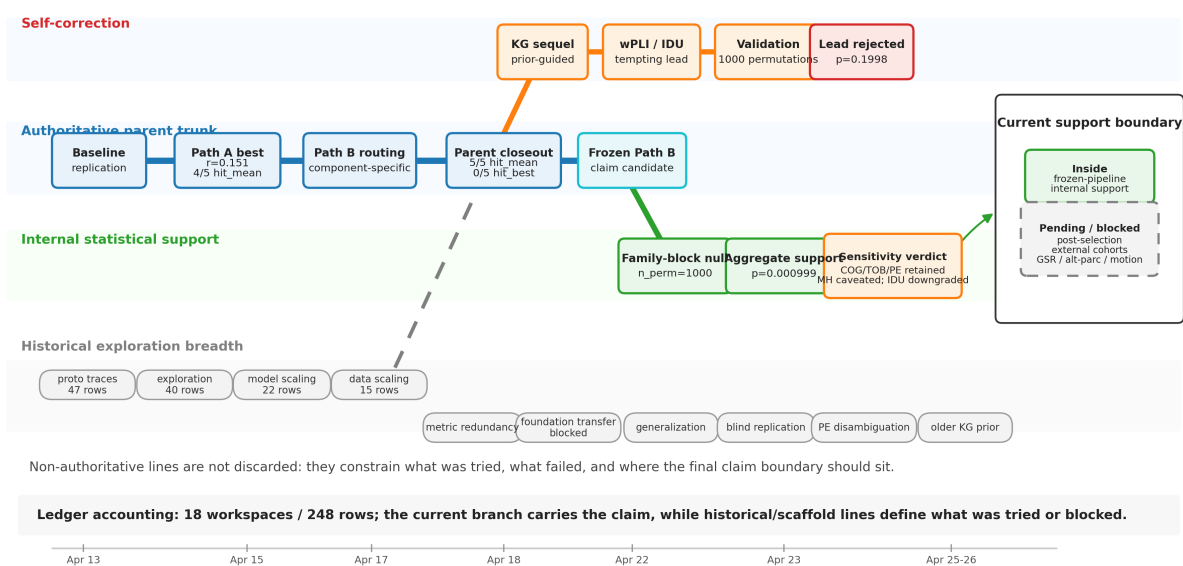 Self-correction
KG sequel
prior-guided
wPLI / IDU
tempting lead
Validation
1000 permutations
Lead rejected
p=0.1998
Authoritative parent trunk
Baseline
replication
Path A best
r=0.151
4/5 hit_mean
Path B routing
component-specific
Parent closeout
5/5 hit_mean
0/5 hit_best
Frozen Path B
claim candidate
Current support boundary
Inside
frozen-pipeline
internal support
Pending / blocked
post-selection
external cohorts
GSR / alt-parc / motion
Internal statistical support
Family-block null
n_perm=1000
Aggregate support
p=0.000999
Sensitivity verdict
COG/TOB/PE retained
MH caveated; IDU downgraded
Historical exploration breadth
proto traces
47 rows
exploration
40 rows
model scaling
22 rows
data scaling
15 rows
metric redundancy
foundation transfer
blocked
generalization
blind replication
PE disambiguation
older KG prior
Non-authoritative lines are not discarded: they constrain what was tried, what failed, and where the final claim boundary should sit.
Ledger accounting: 18 workspaces / 248 rows; the current branch carries the claim, while historical/scaffold lines define what was tried or blocked.
Apr 13
Apr 15
Apr 17
Apr 18
Apr 22
Apr 23
Apr 25-26